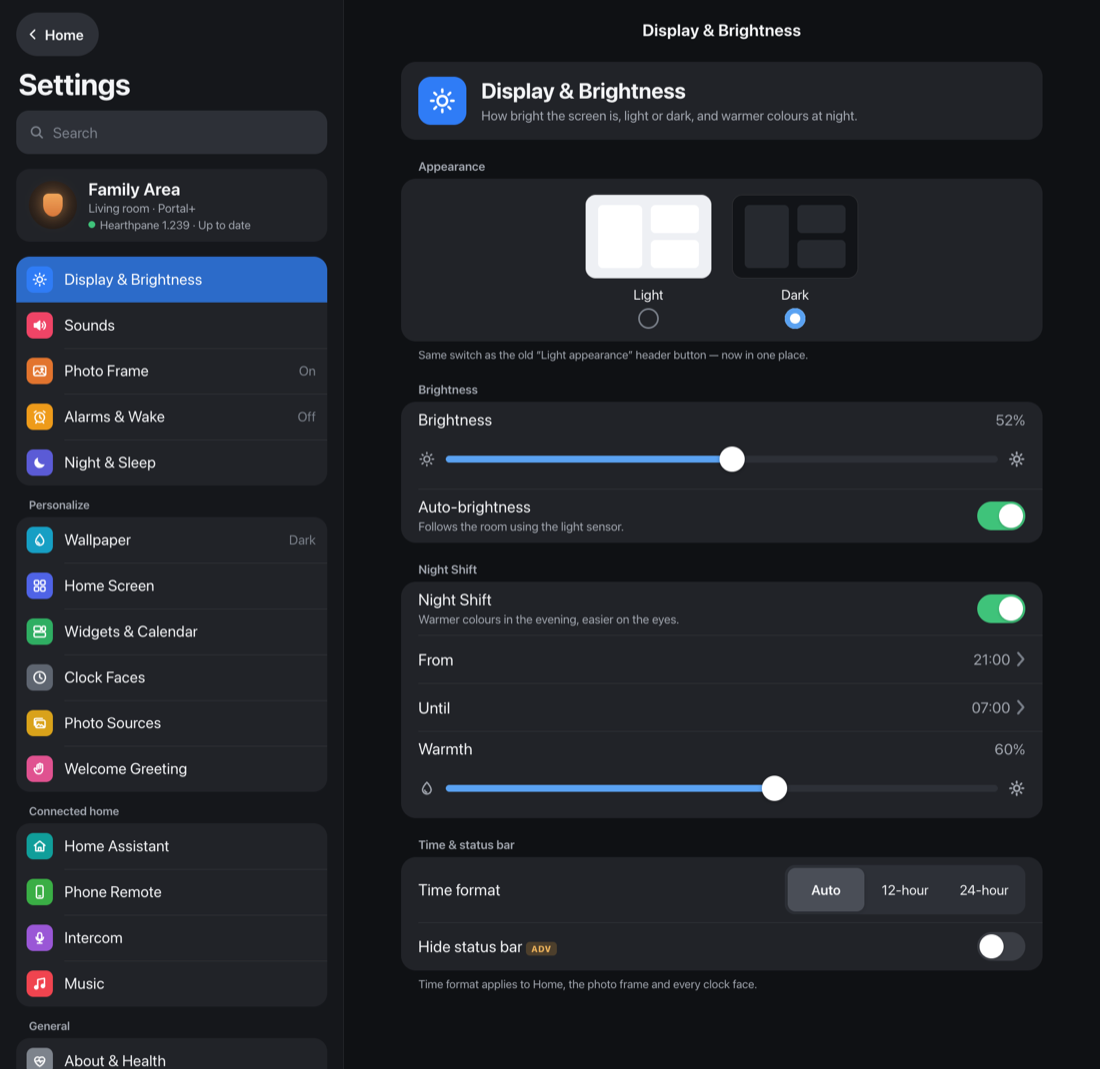 Home
Settings
Search
Family Area
Living room · Portal+
Hearthpane 1.239 · Up to date
Display & Brightness
Sounds
Photo Frame On
Alarms & Wake Off
Night & Sleep
Personalize
Wallpaper Dark
Home Screen
Widgets & Calendar
Clock Faces
Photo Sources
Welcome Greeting
Connected home
Home Assistant
Phone Remote
Intercom
Music
General
About & Health
Display & Brightness
Display & Brightness
How bright the screen is, light or dark, and warmer colours at night.
Appearance
Light Dark
Same switch as the old “Light appearance” header button — now in one place.
Brightness
Brightness 52%
Auto-brightness
Follows the room using the light sensor.
Night Shift
Night Shift
Warmer colours in the evening, easier on the eyes.
From 21:00
Until 07:00
Warmth 60%
Time & status bar
Time format Auto 12-hour 24-hour
Hide status bar ADV
Time format applies to Home, the photo frame and every clock face.